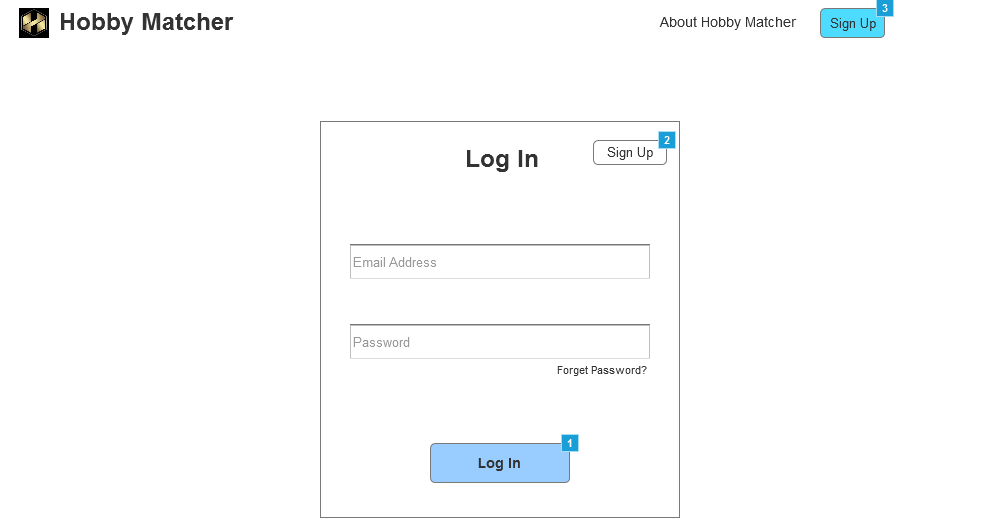 Hobby Matcher
About Hobby Matcher
Sign Up
3
Log In
Sign Up
2
Email Address
Password
Forget Password?
Log In
1